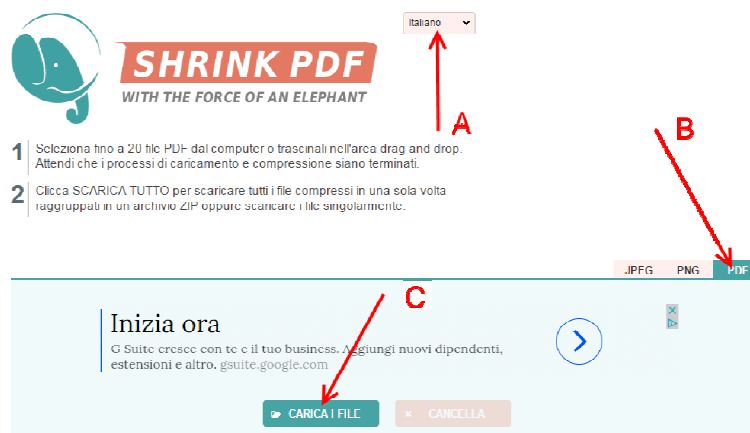 Italiano
SHRINK PDF
WITH THE FORCE OF AN ELEPHANT
A
B
1 Seleziona fino a 20 file PDF dal computer o trascinali nell'area drag and drop.
Attendi che i processi di caricamento e compressione siano terminati.
2 Clicca SCARICA TUTTO per scaricare tutti i file compressi in una sola volta
raggruppati in un archivio ZIP oppure scaricare i file singolarmente.
JPEG PNG PDF
C
Inizia ora
G Suite cresce con te e il tuo business. Aggiungi nuovi dipendenti,
estensioni e altro. gsuite.google.com
CARICA I FILE
CANCELLA